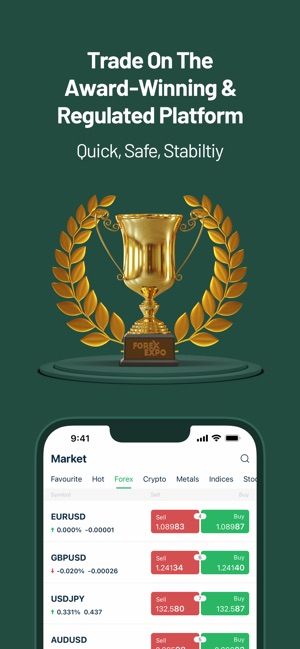 Trade On The
Award-Winning &
Regulated Platform
Quick, Safe, Stabiltiy
FOREX
EXPO
9:41
Market
Favourite Hot Forex Crypto Metals Indices Stoc
Symbol Sell Buy
EURUSD
0.000% -0.00001
Sell 4 Buy
1.08983 1.08987
GBPUSD
-0.020% -0.00026
Sell Buy
1.24134 1.24140
USDJPY
0.331% 0.437
Sell 7 Buy
132.580 132.587
AUDUSD
Sell Buy